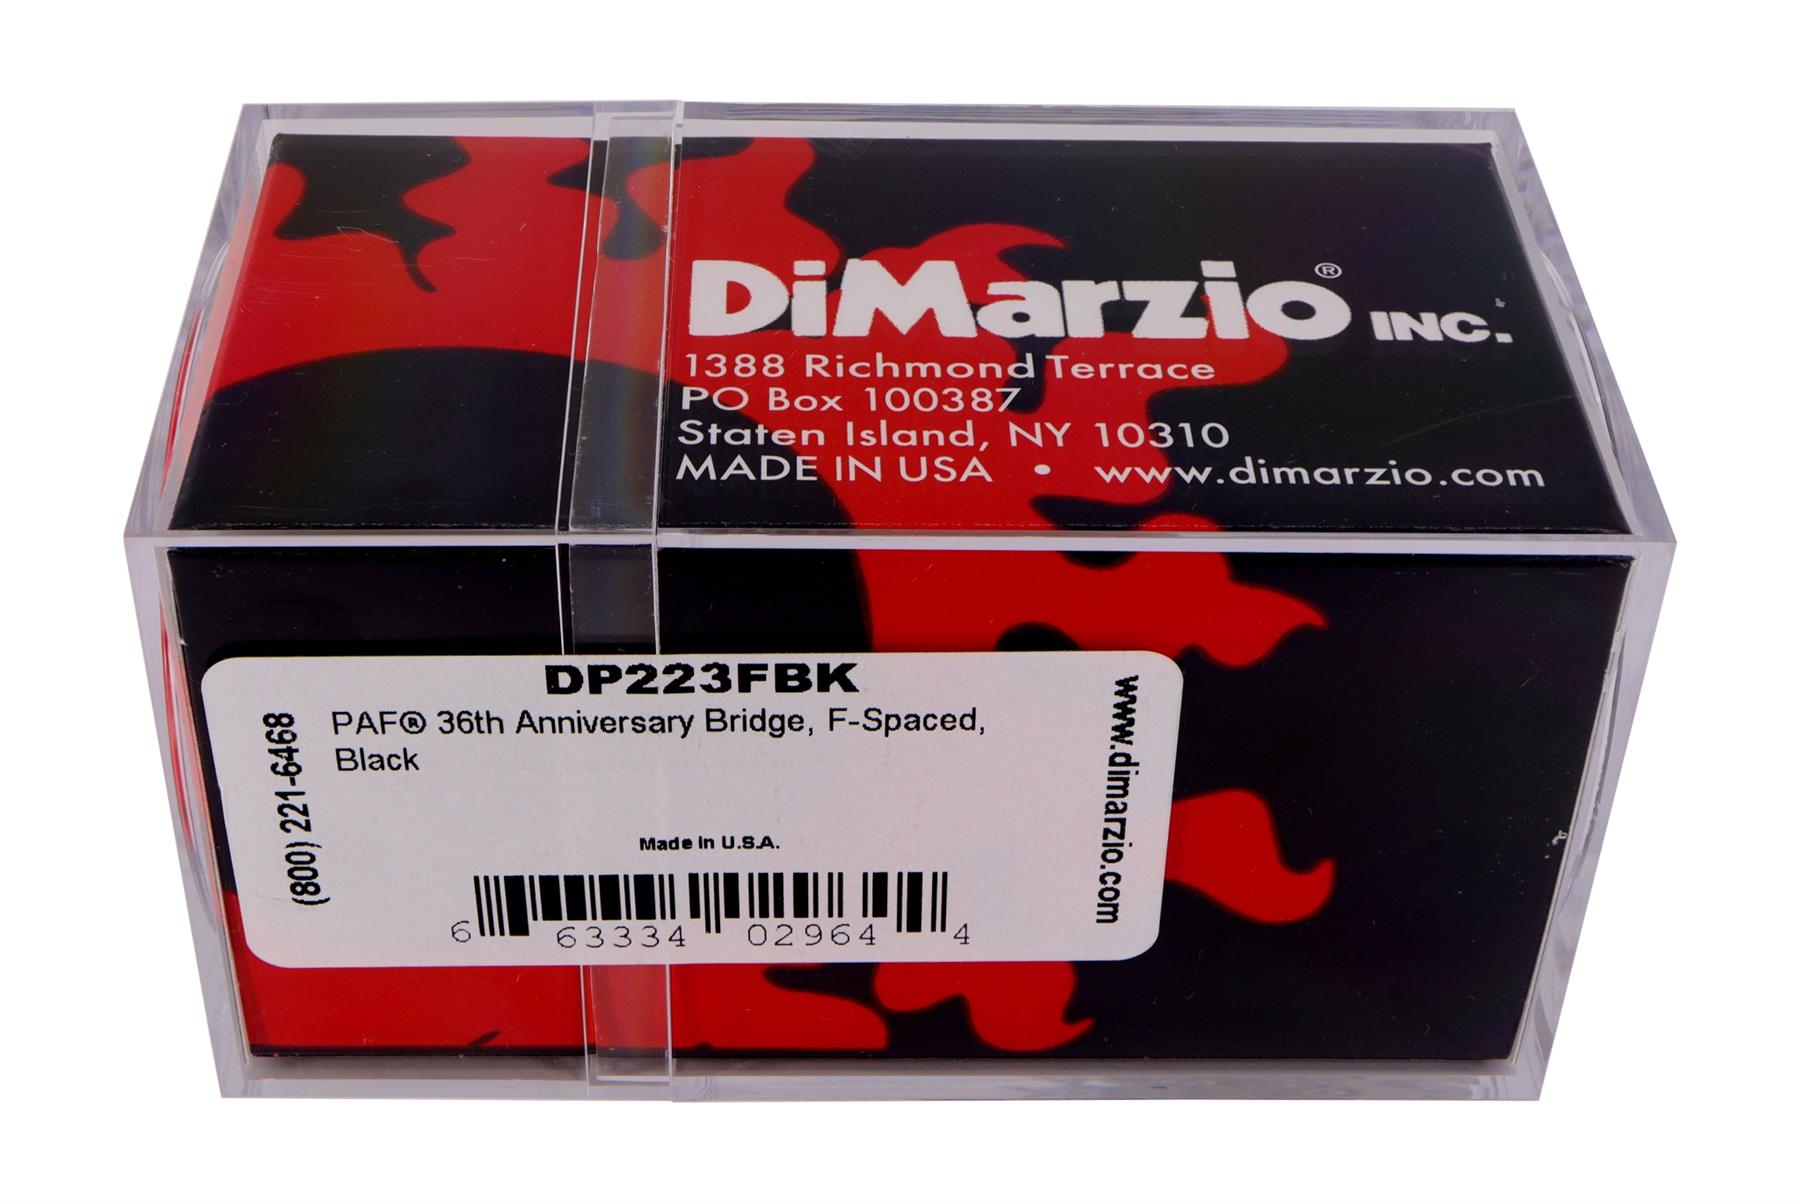 DiMarzio® INC.
1388 Richmond Terrace
PO Box 100387
Staten Island, NY 10310
MADE IN USA • www.dimarzio.com
DP223FBK
PAF® 36th Anniversary Bridge, F-Spaced,
Black
(800) 221-6468
www.dimarzio.com
Made in U.S.A.
6 63334 02964 4